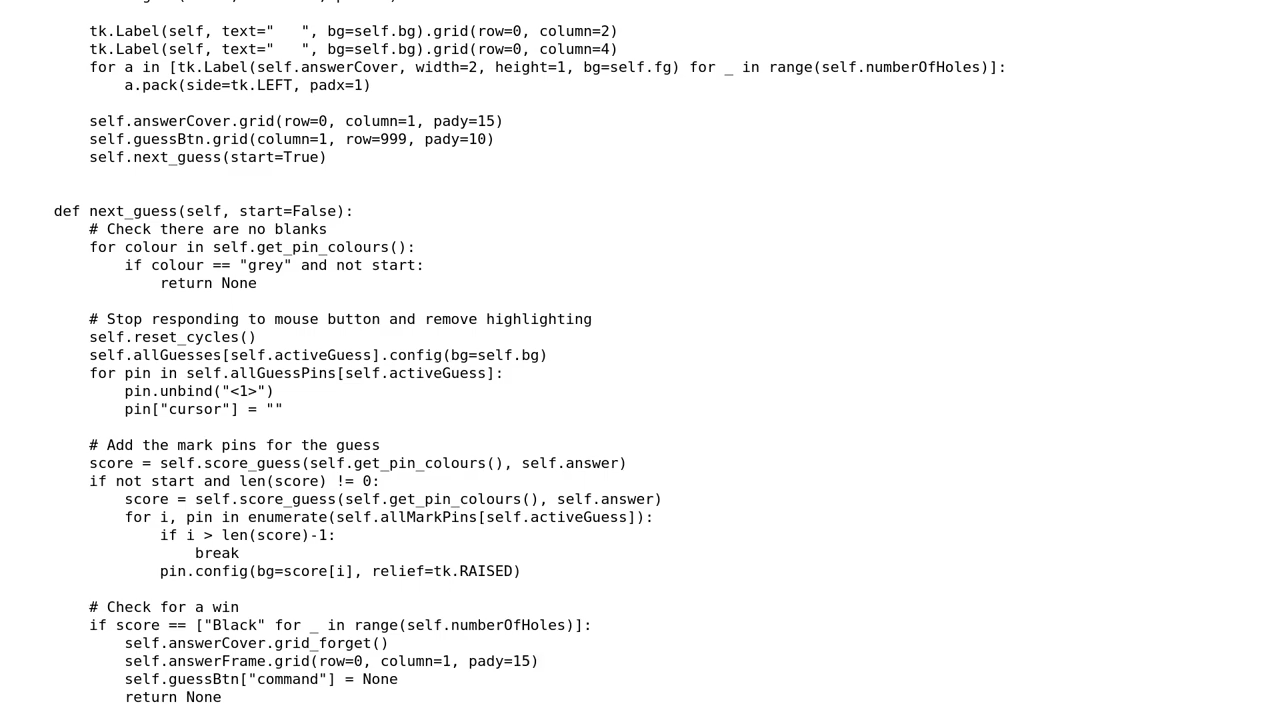 tk.Label(self, text="   ", bg=self.bg).grid(row=0, column=2)
        tk.Label(self, text="   ", bg=self.bg).grid(row=0, column=4)
        for a in [tk.Label(self.answerCover, width=2, height=1, bg=self.fg) for _ in range(self.numberOfHoles)]:
            a.pack(side=tk.LEFT, padx=1)

        self.answerCover.grid(row=0, column=1, pady=15)
        self.guessBtn.grid(column=1, row=999, pady=10)
        self.next_guess(start=True)


    def next_guess(self, start=False):
        # Check there are no blanks
        for colour in self.get_pin_colours():
            if colour == "grey" and not start:
                return None

        # Stop responding to mouse button and remove highlighting
        self.reset_cycles()
        self.allGuesses[self.activeGuess].config(bg=self.bg)
        for pin in self.allGuessPins[self.activeGuess]:
            pin.unbind("<1>")
            pin["cursor"] = ""

        # Add the mark pins for the guess
        score = self.score_guess(self.get_pin_colours(), self.answer)
        if not start and len(score) != 0:
            score = self.score_guess(self.get_pin_colours(), self.answer)
            for i, pin in enumerate(self.allMarkPins[self.activeGuess]):
                if i > len(score)-1:
                    break
                pin.config(bg=score[i], relief=tk.RAISED)

        # Check for a win
        if score == ["Black" for _ in range(self.numberOfHoles)]:
            self.answerCover.grid_forget()
            self.answerFrame.grid(row=0, column=1, pady=15)
            self.guessBtn["command"] = None
            return None